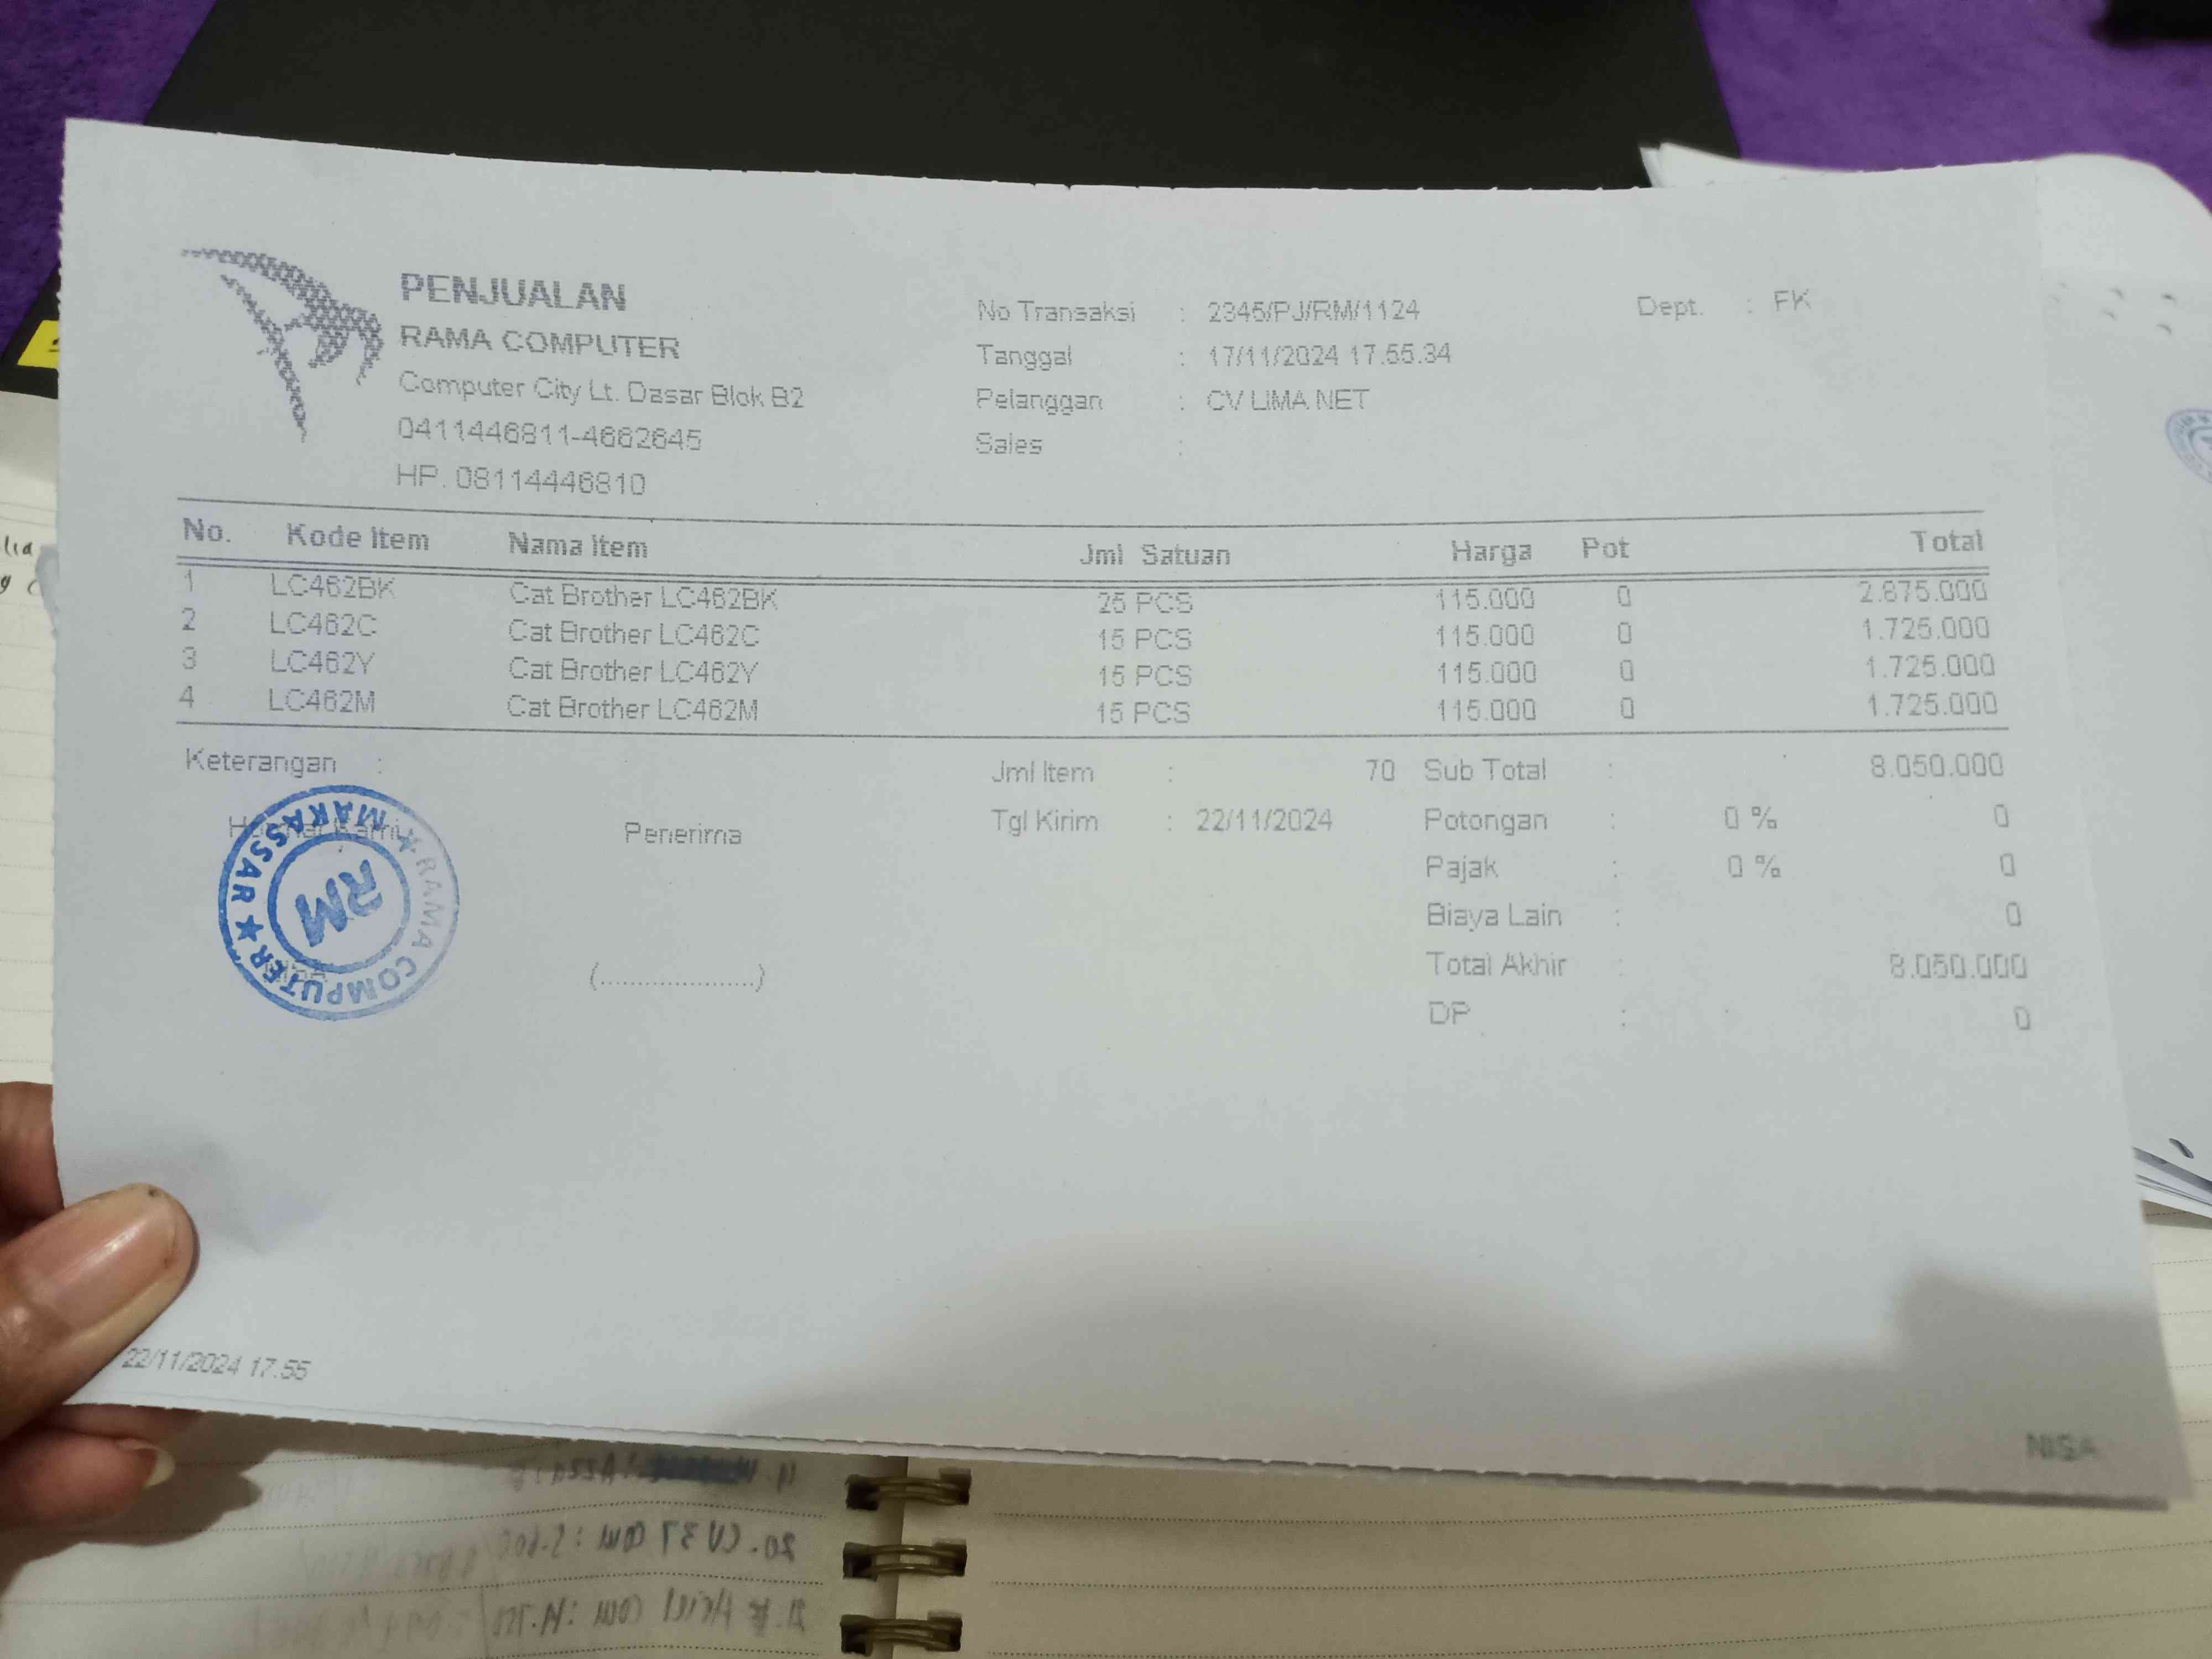 PENJUALAN
RAMA COMPUTER
Computer City Lt. Dasar Blok B2
0411446811-4662645
HP. 08114446810
No Transaksi : 2345/PJ/RM/1124
Tanggal : 17/11/2024 17.55.34
Pelanggan : CV LIMA NET
Sales :
Dept. : FK
No. Kode Item Nama Item Jml Satuan Harga Pot Total
1 LC462BK Cat Brother LC462BK 25 PCS 115.000 0 2.875.000
2 LC462C Cat Brother LC462C 15 PCS 115.000 0 1.725.000
3 LC462Y Cat Brother LC462Y 15 PCS 115.000 0 1.725.000
4 LC462M Cat Brother LC462M 15 PCS 115.000 0 1.725.000
Keterangan :
Jml Item : 70
Tgl Kirim : 22/11/2024
Sub Total : 8.050.000
Potongan : 0 % 0
Pajak : 0 % 0
Biaya Lain : 0
Total Akhir : 8.050.000
DP : 0
Hormat Kami
Penerima
(.....................)
RAMA COMPUTER
MAKASSAR
RM
NISA
22/11/2024 17.55
NISA